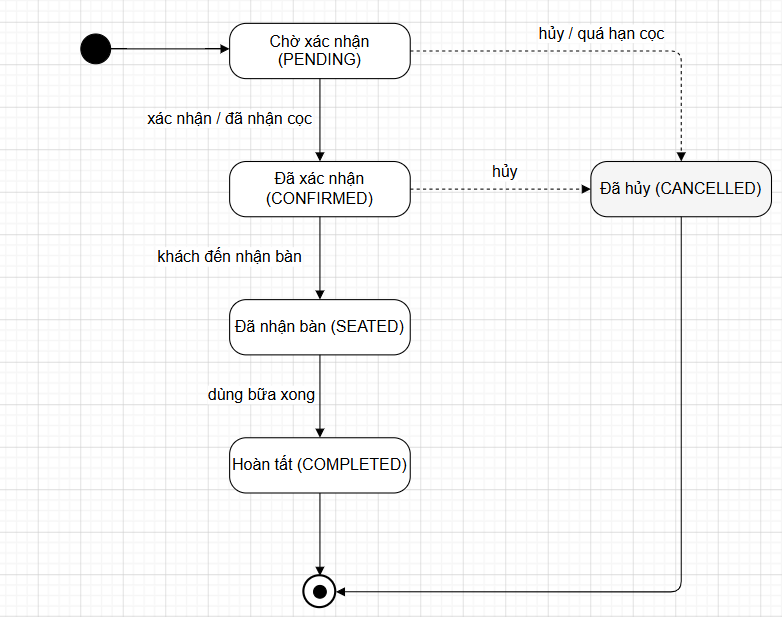 Chờ xác nhận
(PENDING)
hủy / quá hạn cọc
xác nhận / đã nhận cọc
Đã xác nhận
(CONFIRMED)
hủy
Đã hủy (CANCELLED)
khách đến nhận bàn
Đã nhận bàn (SEATED)
dùng bữa xong
Hoàn tất (COMPLETED)